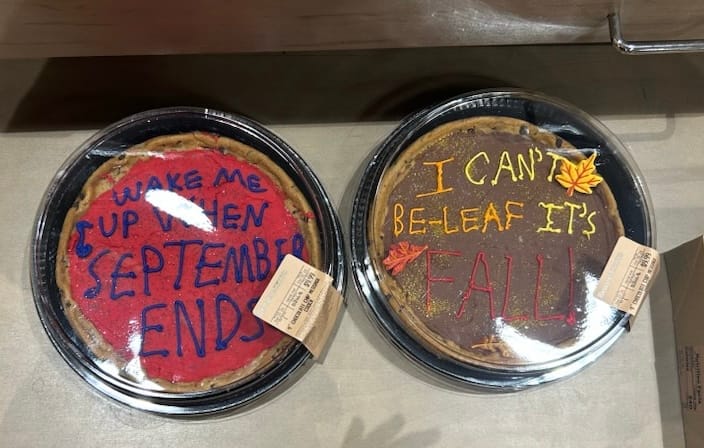 WAKE ME
UP WHEN
SEPTEMBER
ENDS
I CAN'T
BE-LEAF IT'S
FALL!